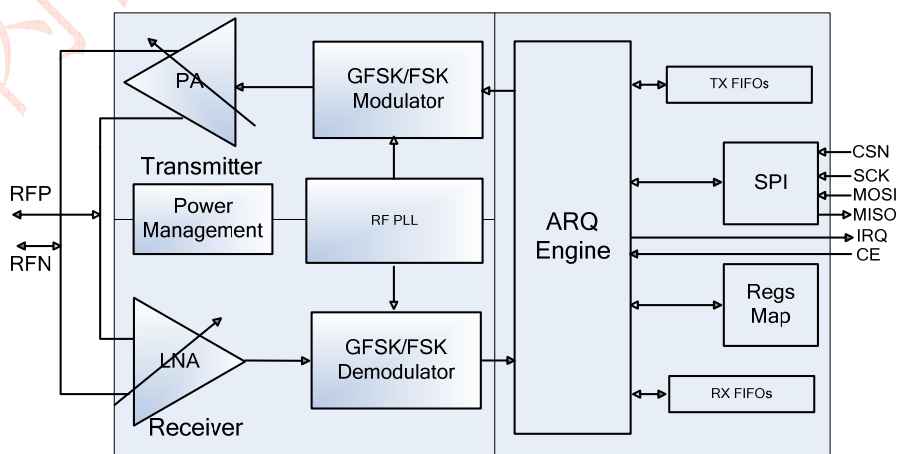 PA
GFSK/FSK
Modulator
TX FIFOs
Transmitter
CSN
SCK
MOSI
MISO
SPI
RFP
RFN
Power
Management
RF PLL
ARQ
Engine
IRQ
CE
Regs
Map
LNA
GFSK/FSK
Demodulator
RX FIFOs
Receiver